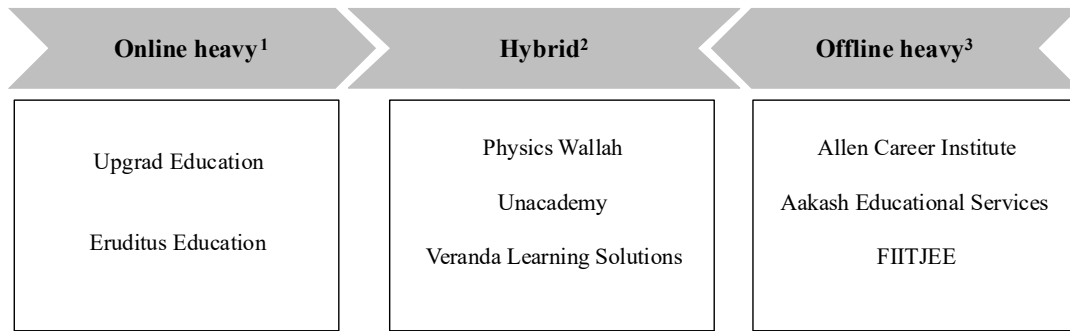 Online heavy¹
Upgrad Education
Eruditus Education
Hybrid²
Physics Wallah
Unacademy
Veranda Learning Solutions
Offline heavy³
Allen Career Institute
Aakash Educational Services
FIITJEE